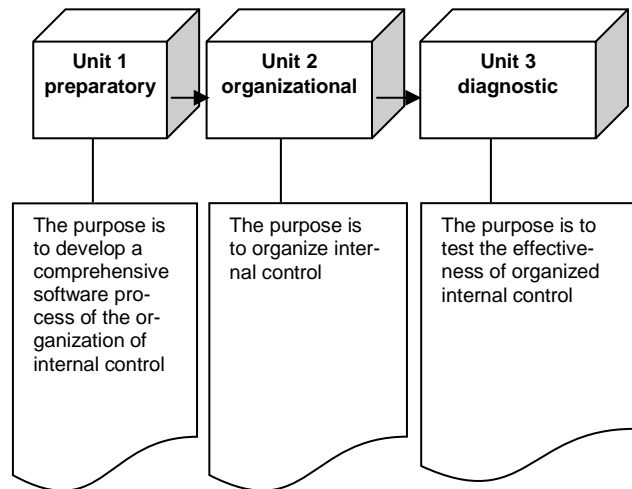 Unit 1
preparatory
Unit 2
organizational
Unit 3
diagnostic
The purpose is
to develop a
comprehensive
software pro-
cess of the or-
ganization of
internal control
The purpose is
to organize inter-
nal control
The purpose is to
test the effective-
ness of organized
internal control